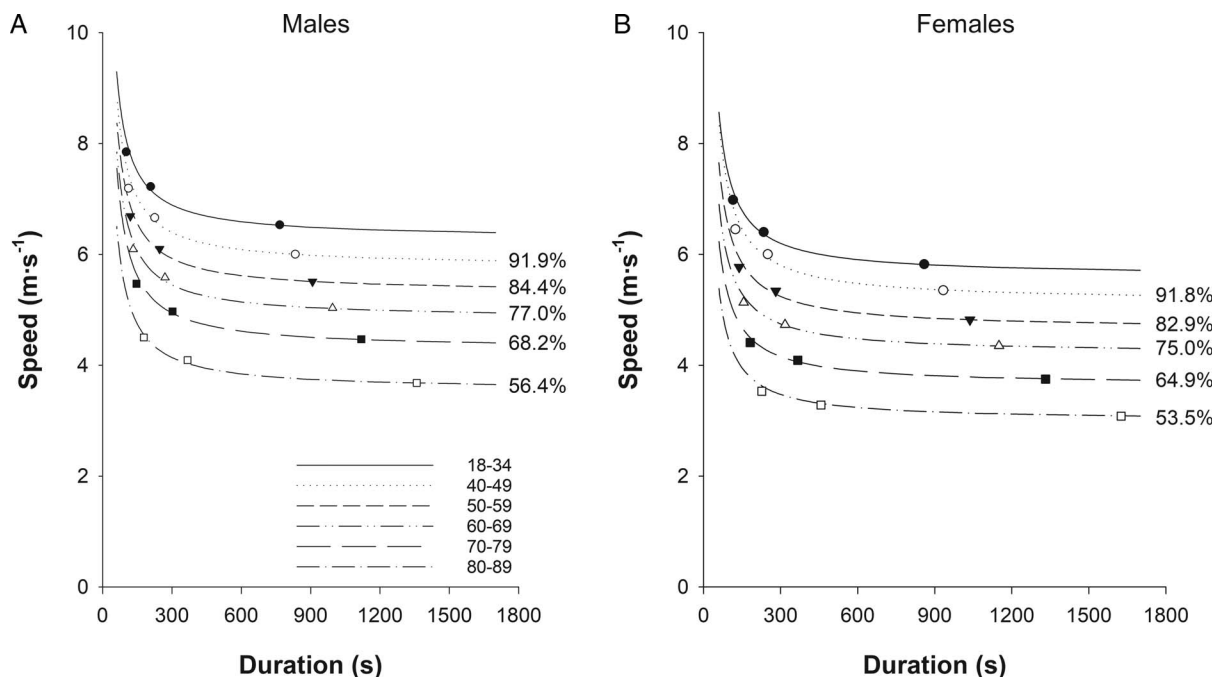 A
Males
10
8
6
4
2
0
Speed (m·s-1)
91.9%
84.4%
77.0%
68.2%
56.4%
18-34
40-49
50-59
60-69
70-79
80-89
0 300 600 900 1200 1500 1800
Duration (s)
B
Females
10
8
6
4
2
0
Speed (m·s-1)
91.8%
82.9%
75.0%
64.9%
53.5%
0 300 600 900 1200 1500 1800
Duration (s)